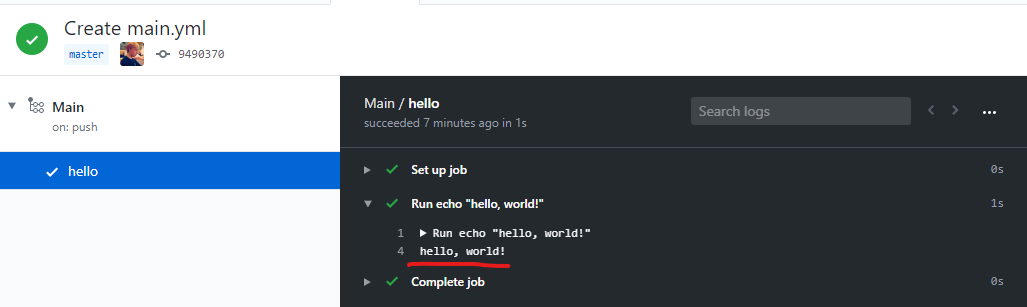 Create main.yml
master 9490370
Main
on: push
hello
Main / hello
succeeded 7 minutes ago in 1s
Search logs
Set up job 0s
Run echo "hello, world!" 1s
1 Run echo "hello, world!"
4 hello, world!
Complete job 0s